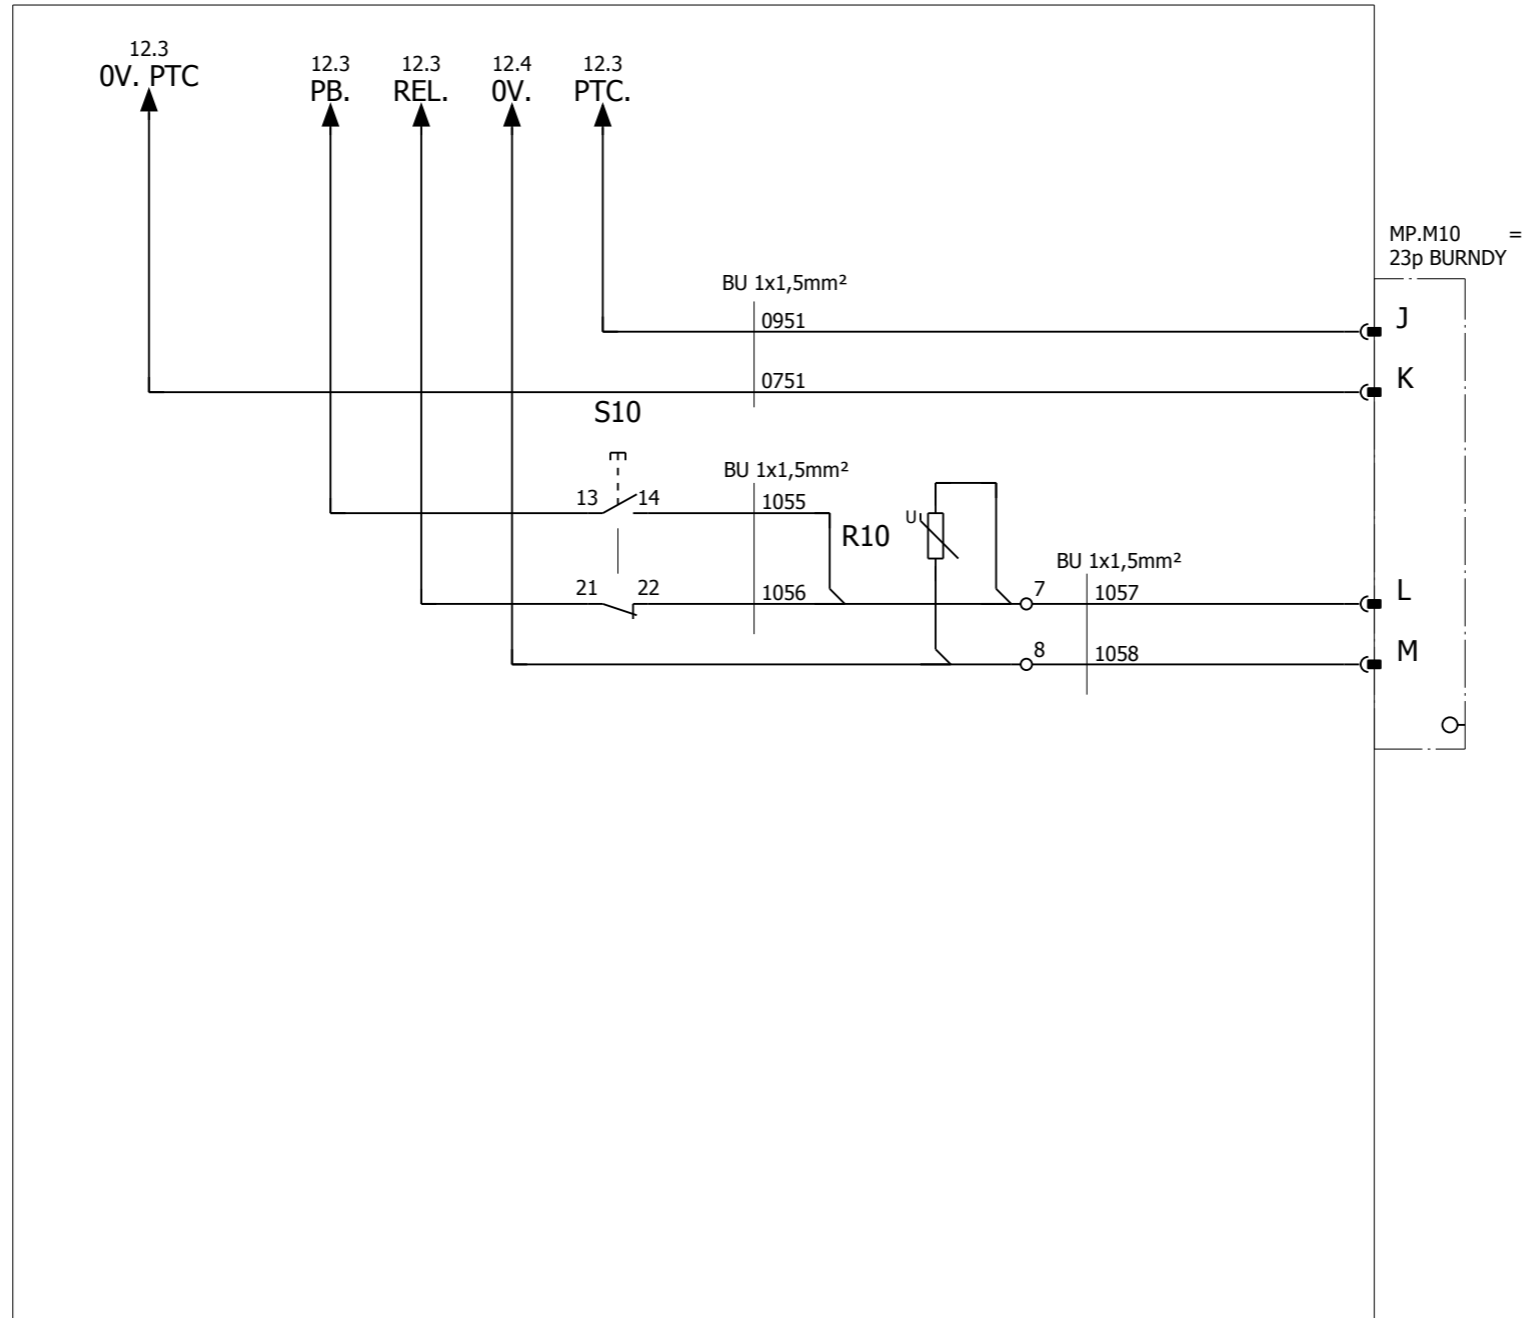 12.3
0V. PTC
12.3
PB.
12.3
REL.
12.4
0V.
12.3
PTC.
MP.M10 =
23p BURNDY
BU 1x1,5mm²
0951
J
0751
K
S10
BU 1x1,5mm²
13 14
1055
U
R10
BU 1x1,5mm²
21 22
1056
7
1057
L
8
1058
M